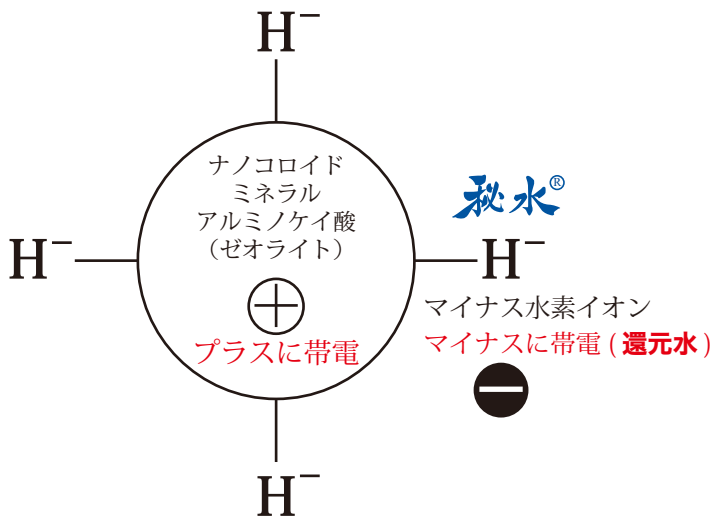 H⁻
ナノコロイド
ミネラル
アルミノケイ酸
（ゼオライト）
⊕
プラスに帯電
H⁻
秘水®
H⁻
マイナス水素イオン
マイナスに帯電 ( 還元水 )
H⁻